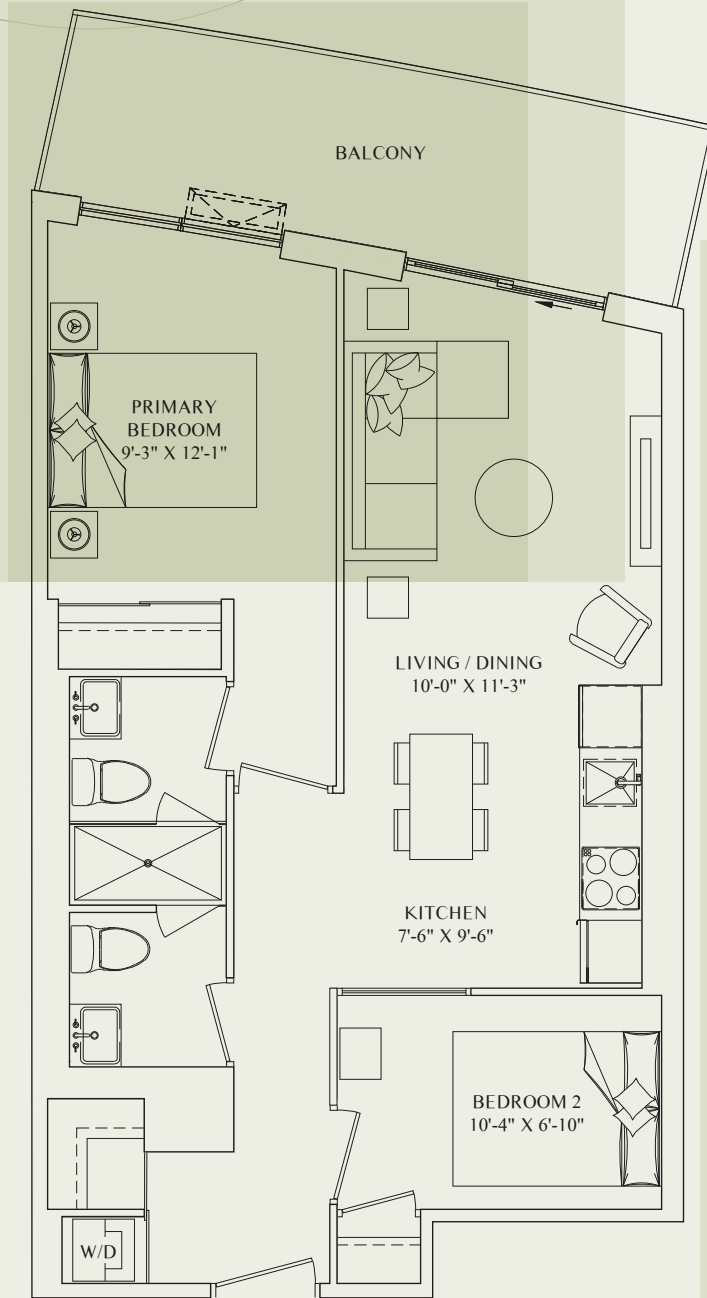 BALCONY
PRIMARY
BEDROOM
9'-3" X 12'-1"
LIVING / DINING
10'-0" X 11'-3"
KITCHEN
7'-6" X 9'-6"
BEDROOM 2
10'-4" X 6'-10"
W/D